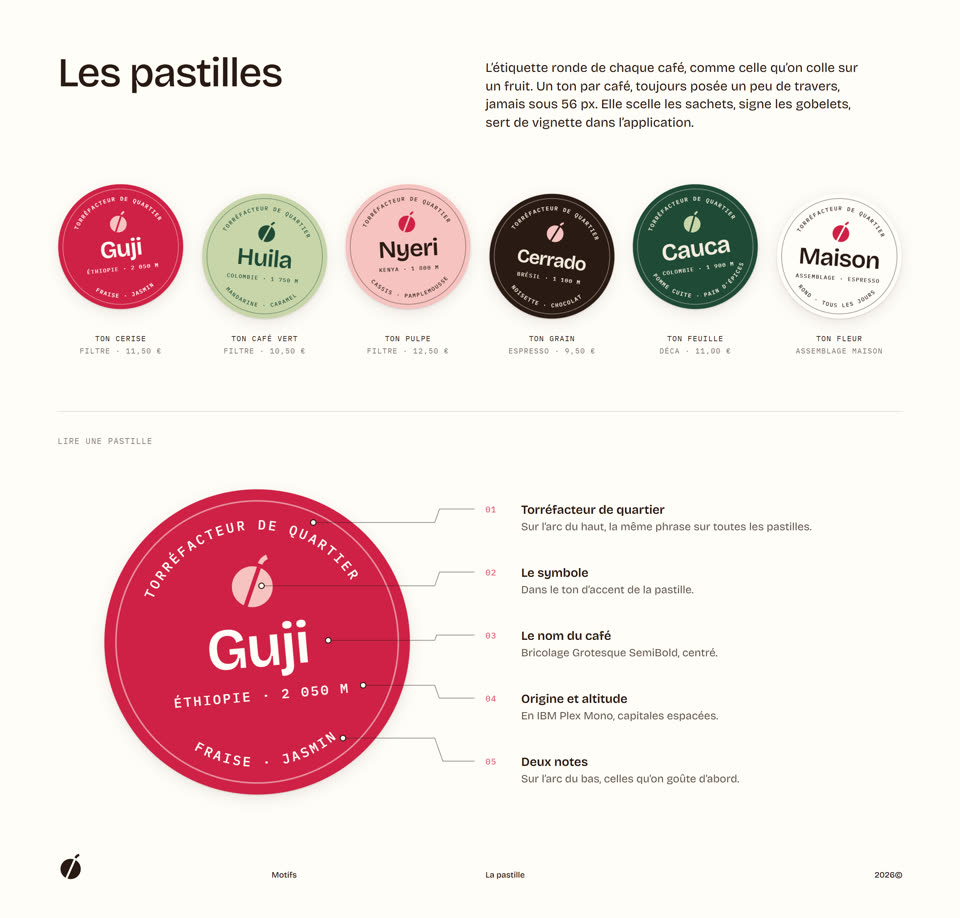 Les pastilles
L'étiquette ronde de chaque café, comme celle qu'on colle sur
un fruit. Un ton par café, toujours posée un peu de travers,
jamais sous 56 px. Elle scelle les sachets, signe les gobelets,
sert de vignette dans l'application.
TORRÉFACTEUR DE QUARTIER
Guji
ÉTHIOPIE · 2 050 M
FRAISE · JASMIN
TORRÉFACTEUR DE QUARTIER
Huila
COLOMBIE · 1 750 M
MANDARINE · CARAMEL
TORRÉFACTEUR DE QUARTIER
Nyeri
KENYA · 1 800 M
CASSIS · PAMPLEMOUSSE
TORRÉFACTEUR DE QUARTIER
Cerrado
BRÉSIL · 1 100 M
NOISETTE · CHOCOLAT
TORRÉFACTEUR DE QUARTIER
Cauca
COLOMBIE · 1 900 M
POMME CUITE · PAIN D'ÉPICES
TORRÉFACTEUR DE QUARTIER
Maison
ASSEMBLAGE · ESPRESSO
ROND · TOUS LES JOURS
TON CERISE
FILTRE · 11,50 €
TON CAFÉ VERT
FILTRE · 10,50 €
TON PULPE
FILTRE · 12,50 €
TON GRAIN
ESPRESSO · 9,50 €
TON FEUILLE
DÉCA · 11,00 €
TON FLEUR
ASSEMBLAGE MAISON
LIRE UNE PASTILLE
TORRÉFACTEUR DE QUARTIER
Guji
ÉTHIOPIE · 2 050 M
FRAISE · JASMIN
01 Torréfacteur de quartier
Sur l'arc du haut, la même phrase sur toutes les pastilles.
02 Le symbole
Dans le ton d'accent de la pastille.
03 Le nom du café
Bricolage Grotesque SemiBold, centré.
04 Origine et altitude
En IBM Plex Mono, capitales espacées.
05 Deux notes
Sur l'arc du bas, celles qu'on goûte d'abord.
Motifs
La pastille
2026©